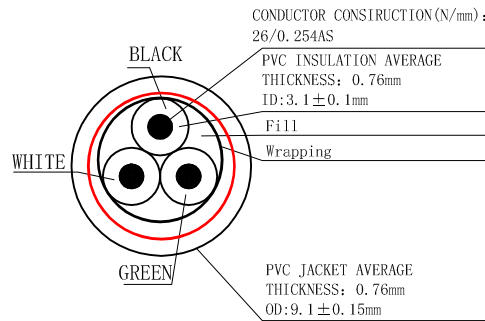 CONDUCTOR CONSIRUCTION(N/mm):
26/0.254AS
BLACK
PVC INSULATION AVERAGE
THICKNESS: 0.76mm
ID:3.1±0.1mm
Fill
Wrapping
WHITE
GREEN
PVC JACKET AVERAGE
THICKNESS: 0.76mm
OD:9.1±0.15mm